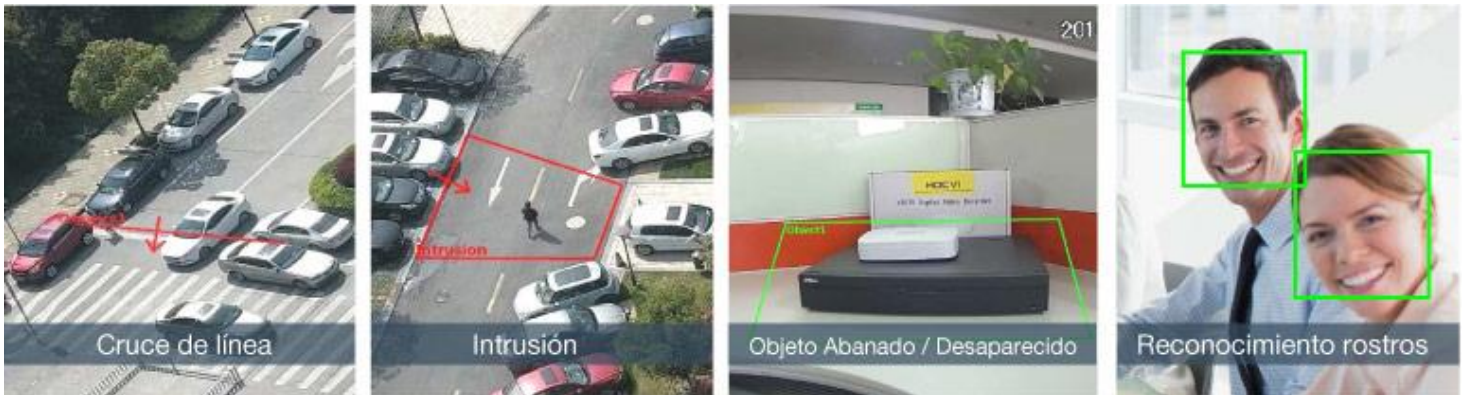 Cruce de línea
Intrusion
Intrusión
201
HDCVI
Object1
Objeto Abanado / Desaparecido
Reconocimiento rostros